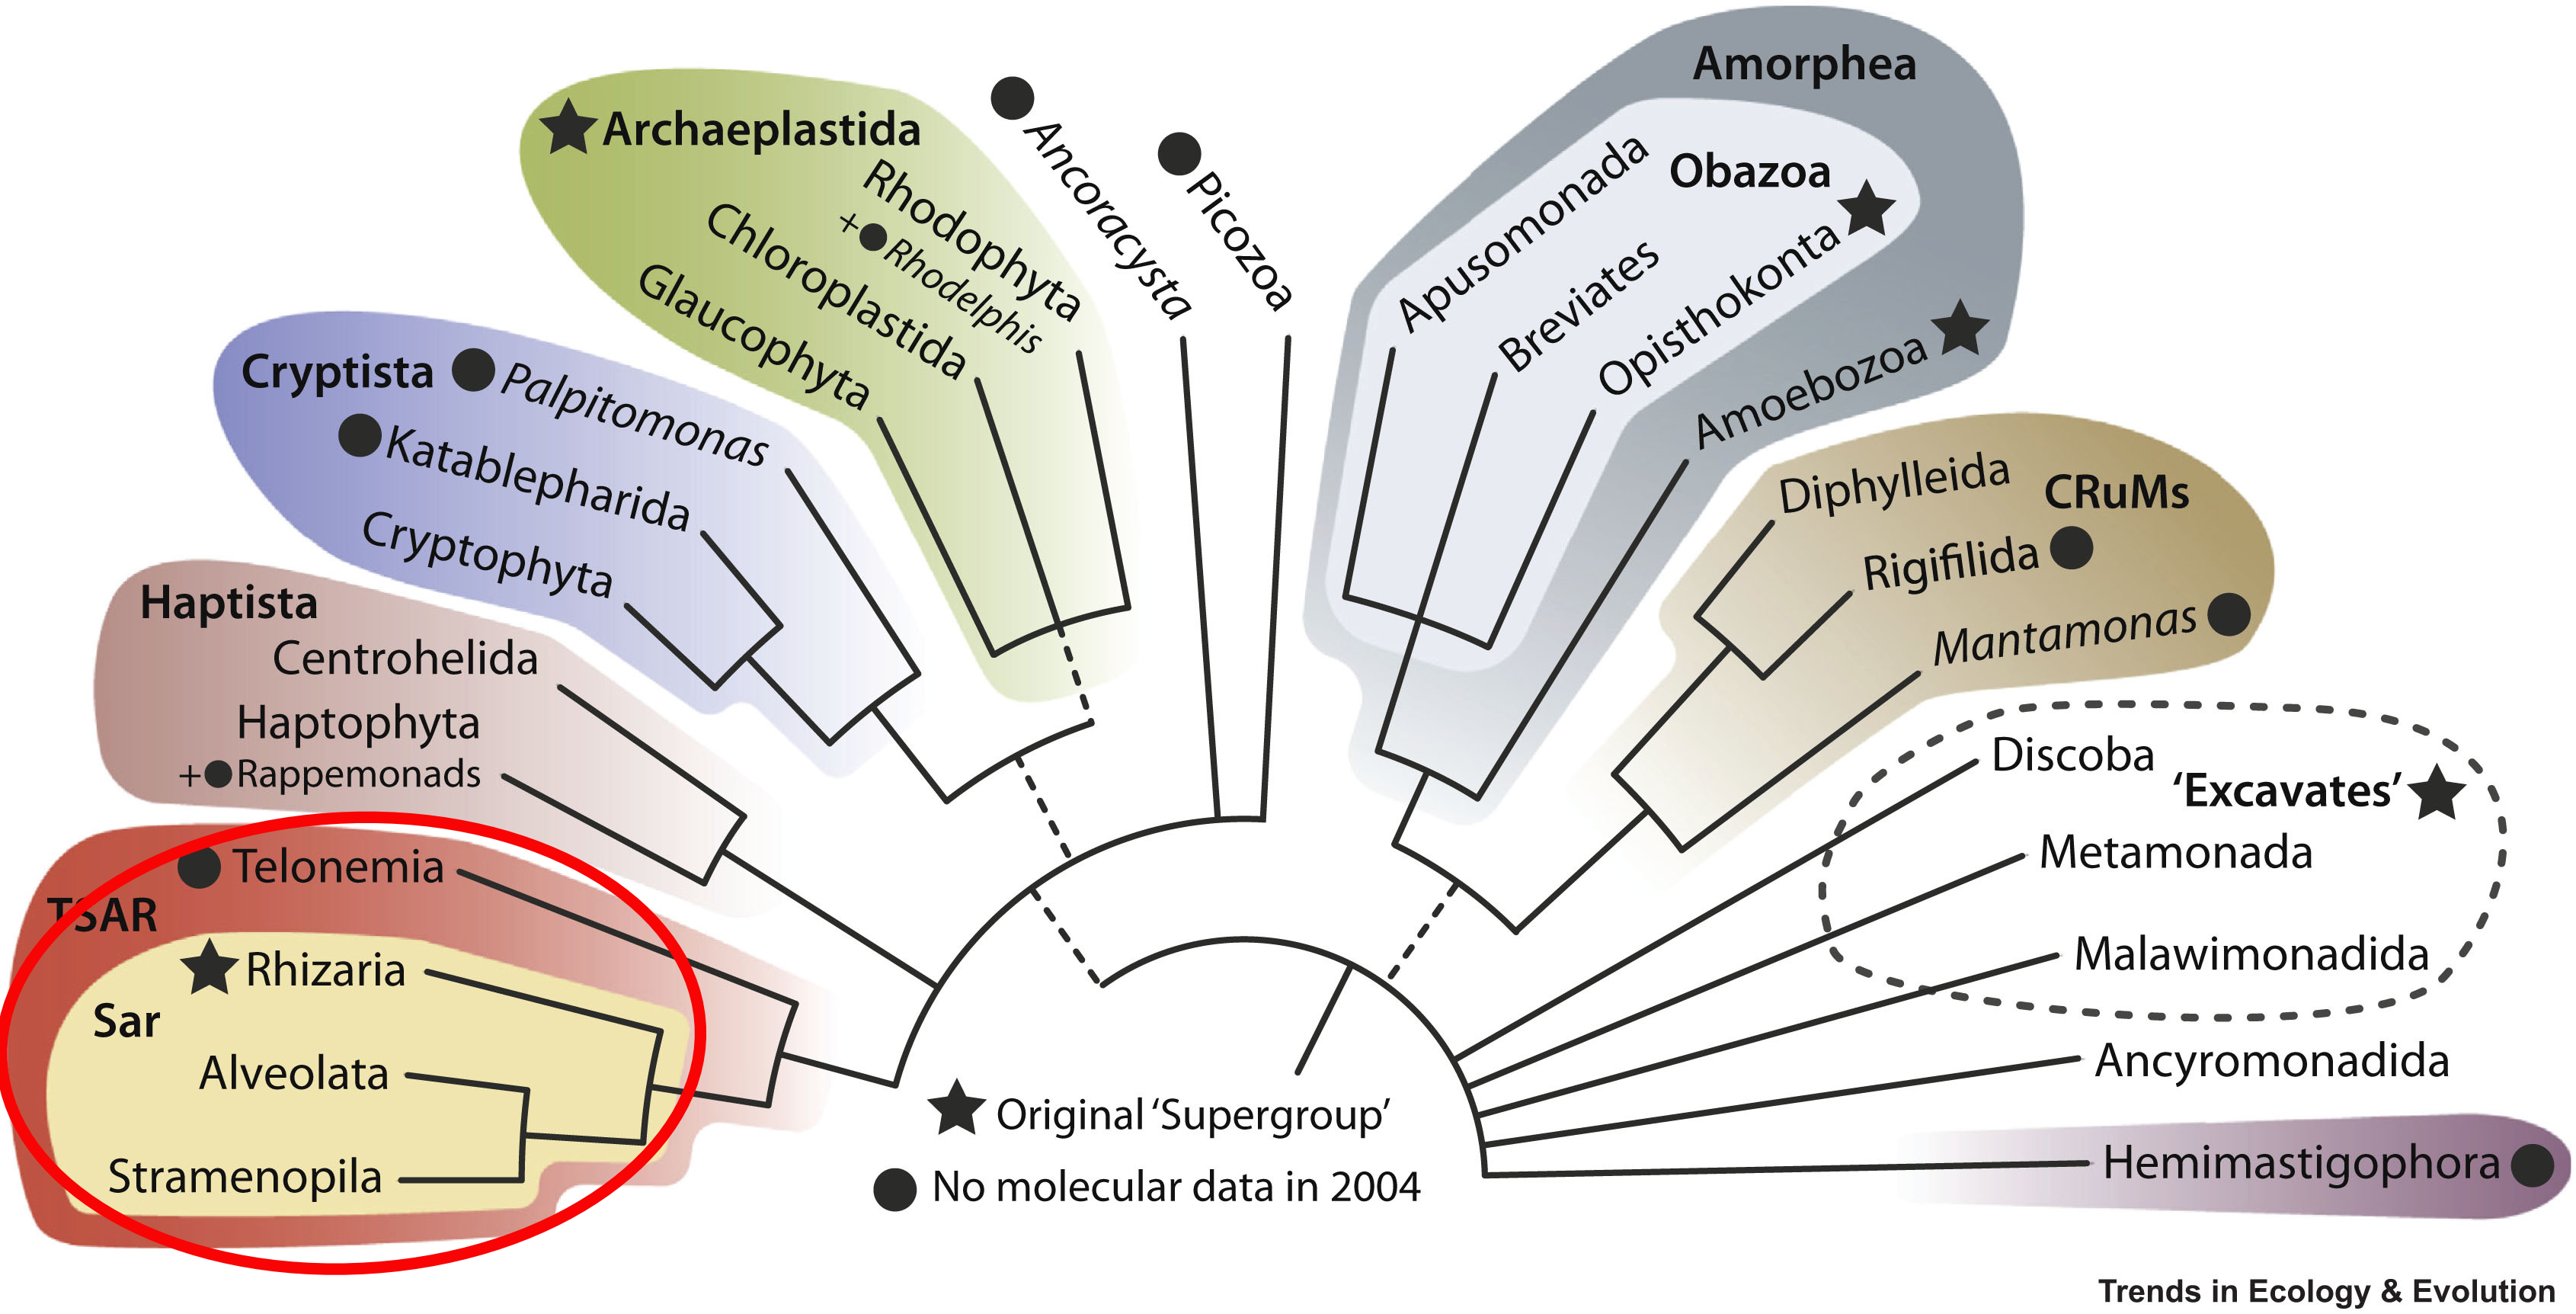 Archaeplastida
Rhodophyta
+ Rhodelphis
Chloroplastida
Glaucophyta
Ancoracysta
Picozoa
Amorphea
Obazoa
Apusomonada
Breviates
Opisthokonta
Amoebozoa
Cryptista
Palpitomonas
Katablepharida
Cryptophyta
CRuMs
Diphylleida
Rigifilida
Mantamonas
Haptista
Centrohelida
Haptophyta
+ Rappemonads
'Excavates'
Discoba
Metamonada
Malawimonadida
Ancyromonadida
Hemimastigophora
TSAR
Telonemia
Sar
Rhizaria
Alveolata
Stramenopila
Original 'Supergroup'
No molecular data in 2004
Trends in Ecology & Evolution